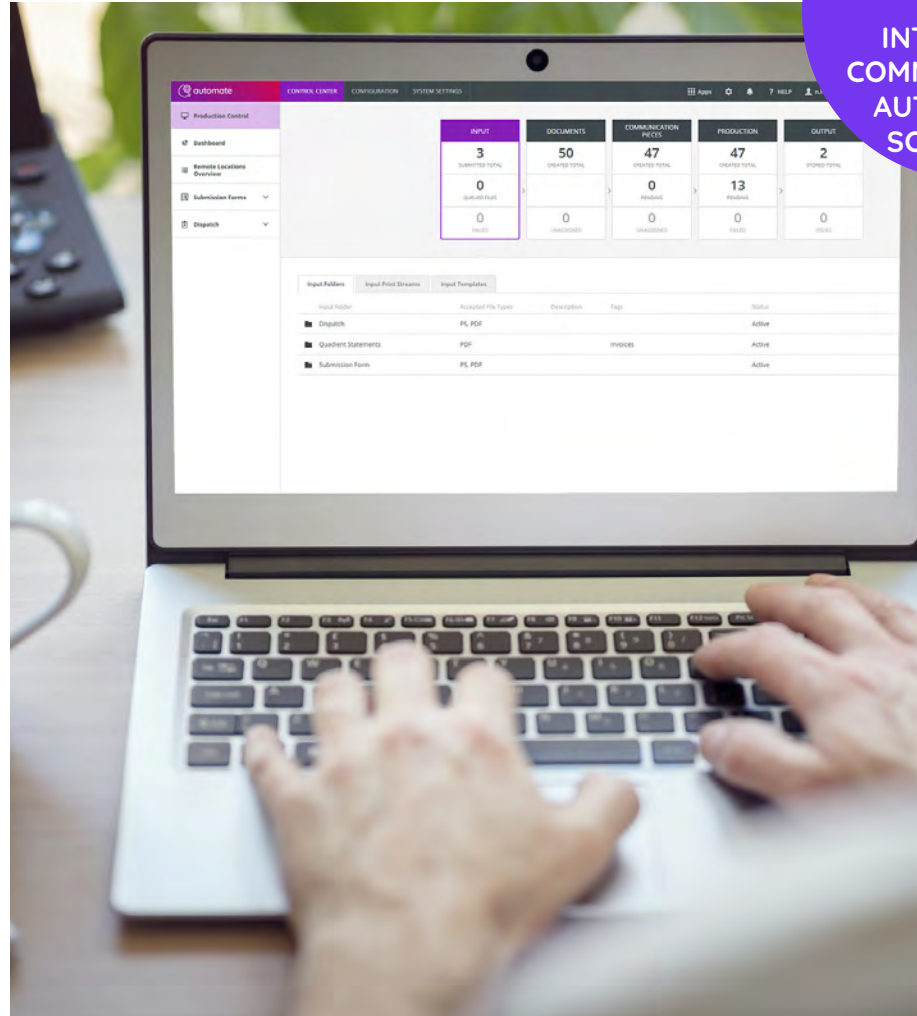 INT
COMM
AUT
SO
automate
CONTROL CENTER CONFIGURATION SYSTEM SETTINGS Apps ? HELP
Production Control
Dashboard
Remote Locations
Overview
Submission Forms
Dispatch
INPUT
3
SUBMITTED TOTAL
0
QUEUED FILES
0
FAILED
DOCUMENTS
50
CREATED TOTAL
0
UNASSIGNED
COMMUNICATION
PIECES
47
CREATED TOTAL
0
PENDING
0
UNASSIGNED
PRODUCTION
47
CREATED TOTAL
13
PENDING
0
FAILED
OUTPUT
2
STORED TOTAL
0
Input Folders Input Print Streams Input Templates
Input Folder Accepted File Types Description Tags Status
Dispatch PS, PDF Active
Quadient Statements PDF Invoices Active
Submission Form PS, PDF Active